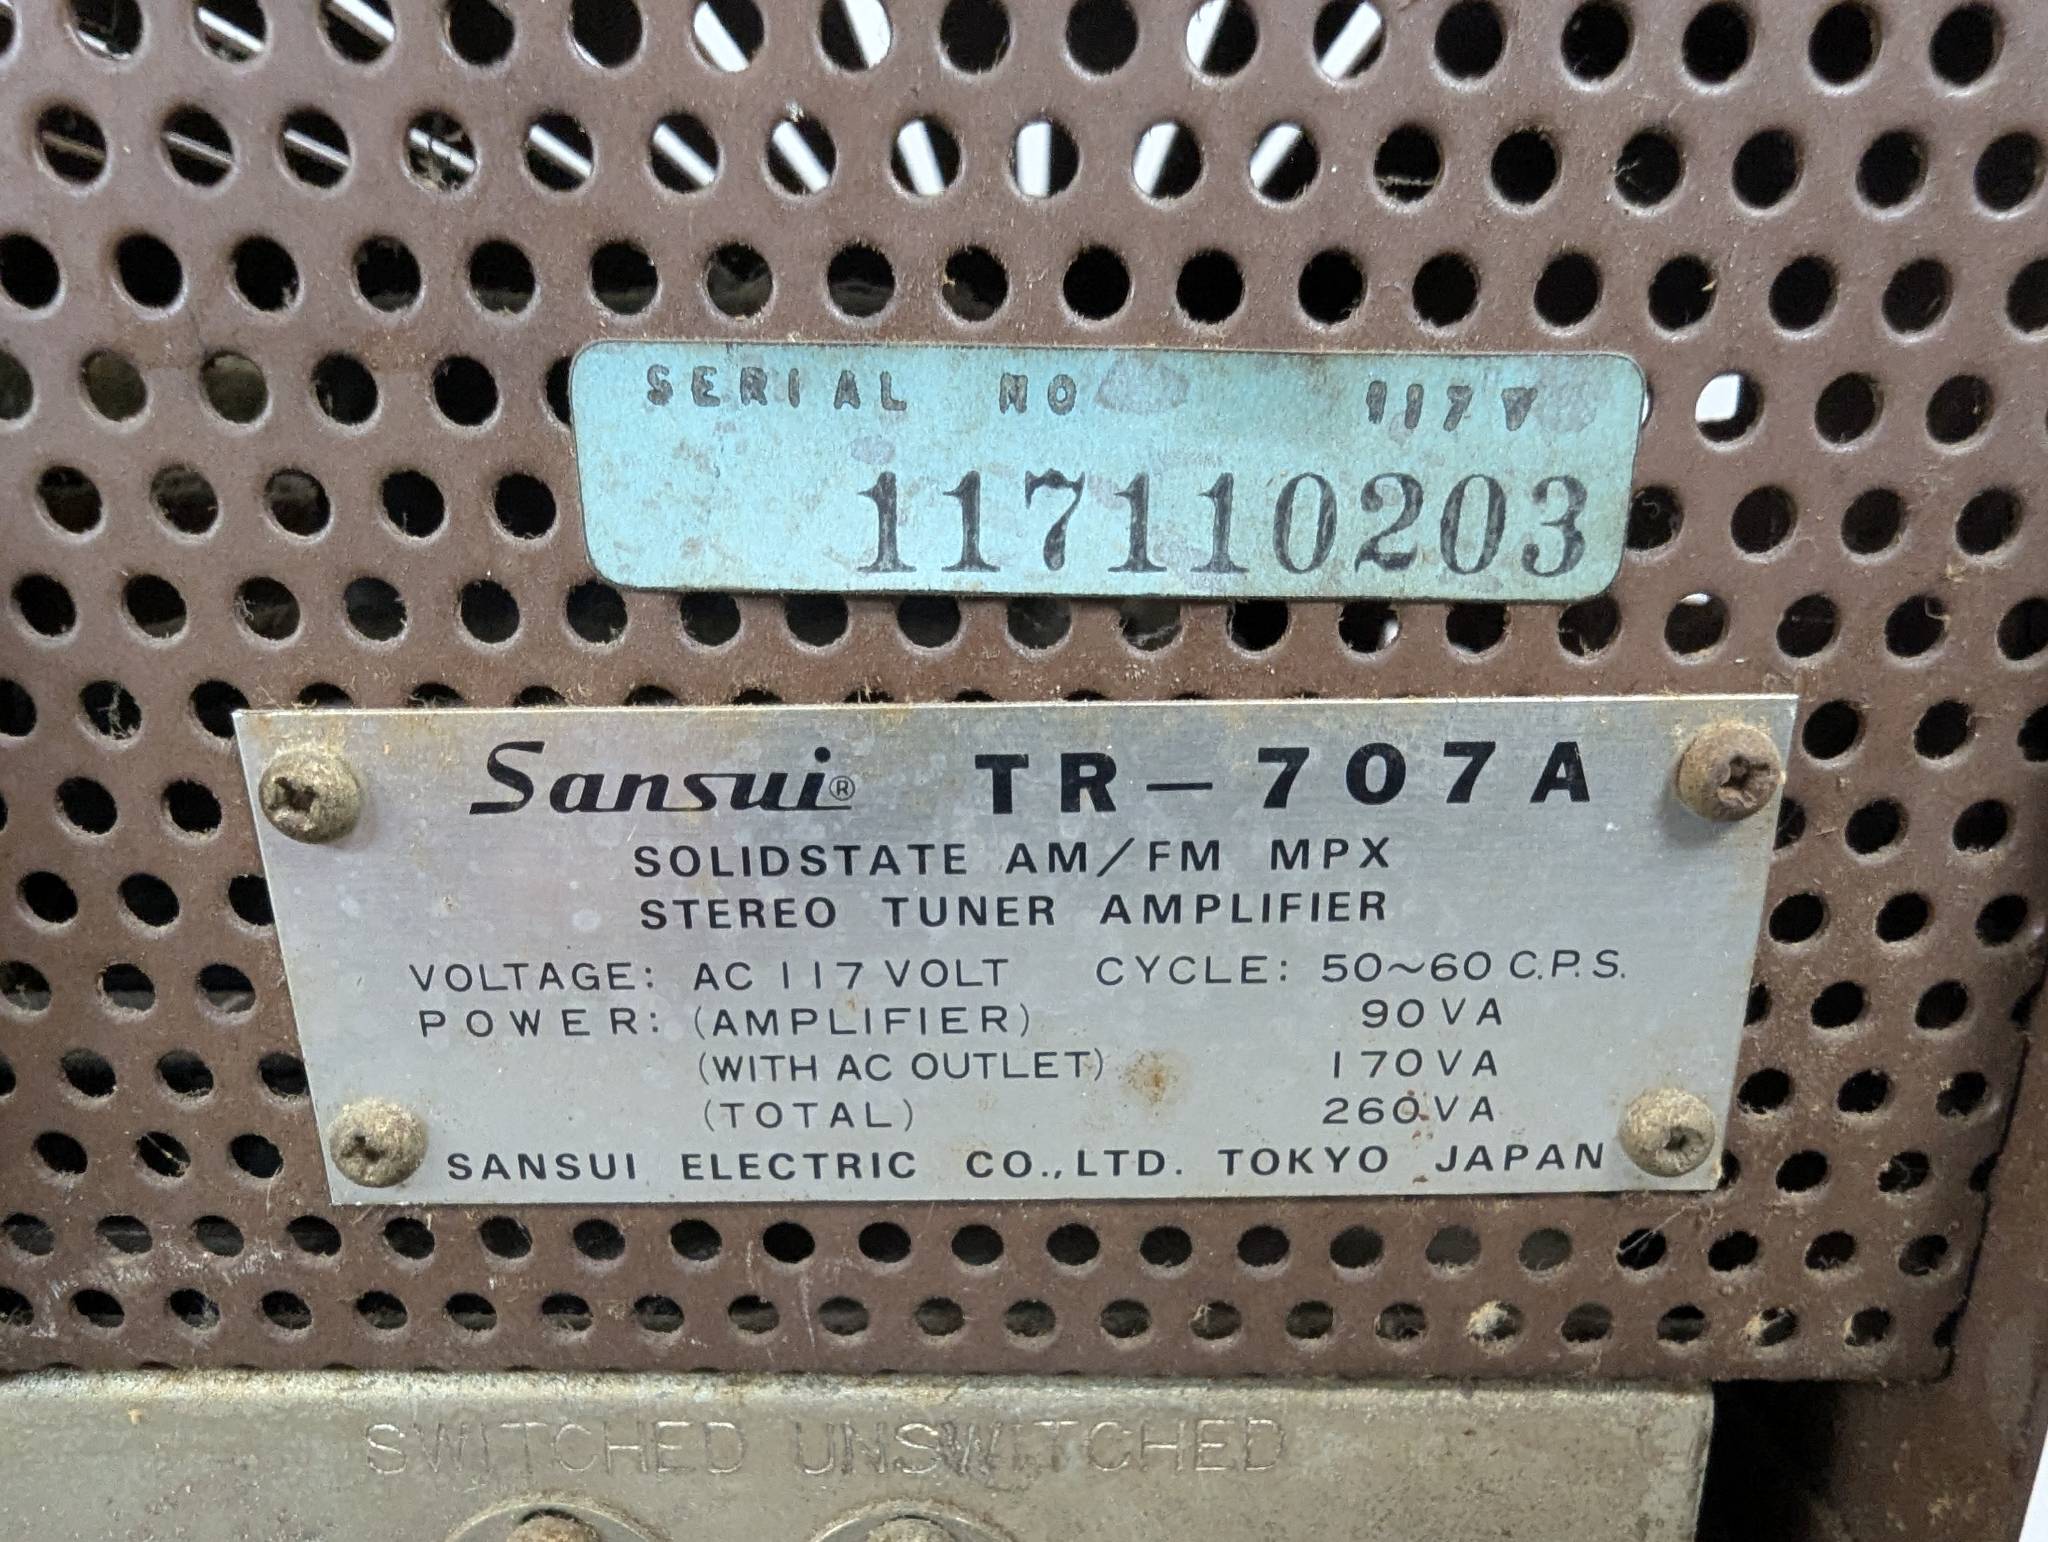 SERIAL NO 117V
117110203
Sansui® TR-707A
SOLIDSTATE AM/FM MPX
STEREO TUNER AMPLIFIER
VOLTAGE: AC 117 VOLT CYCLE: 50~60 C.P.S.
POWER: (AMPLIFIER) 90VA
(WITH AC OUTLET) 170VA
(TOTAL) 260VA
SANSUI ELECTRIC CO.,LTD. TOKYO JAPAN
SWITCHED UNSWITCHED